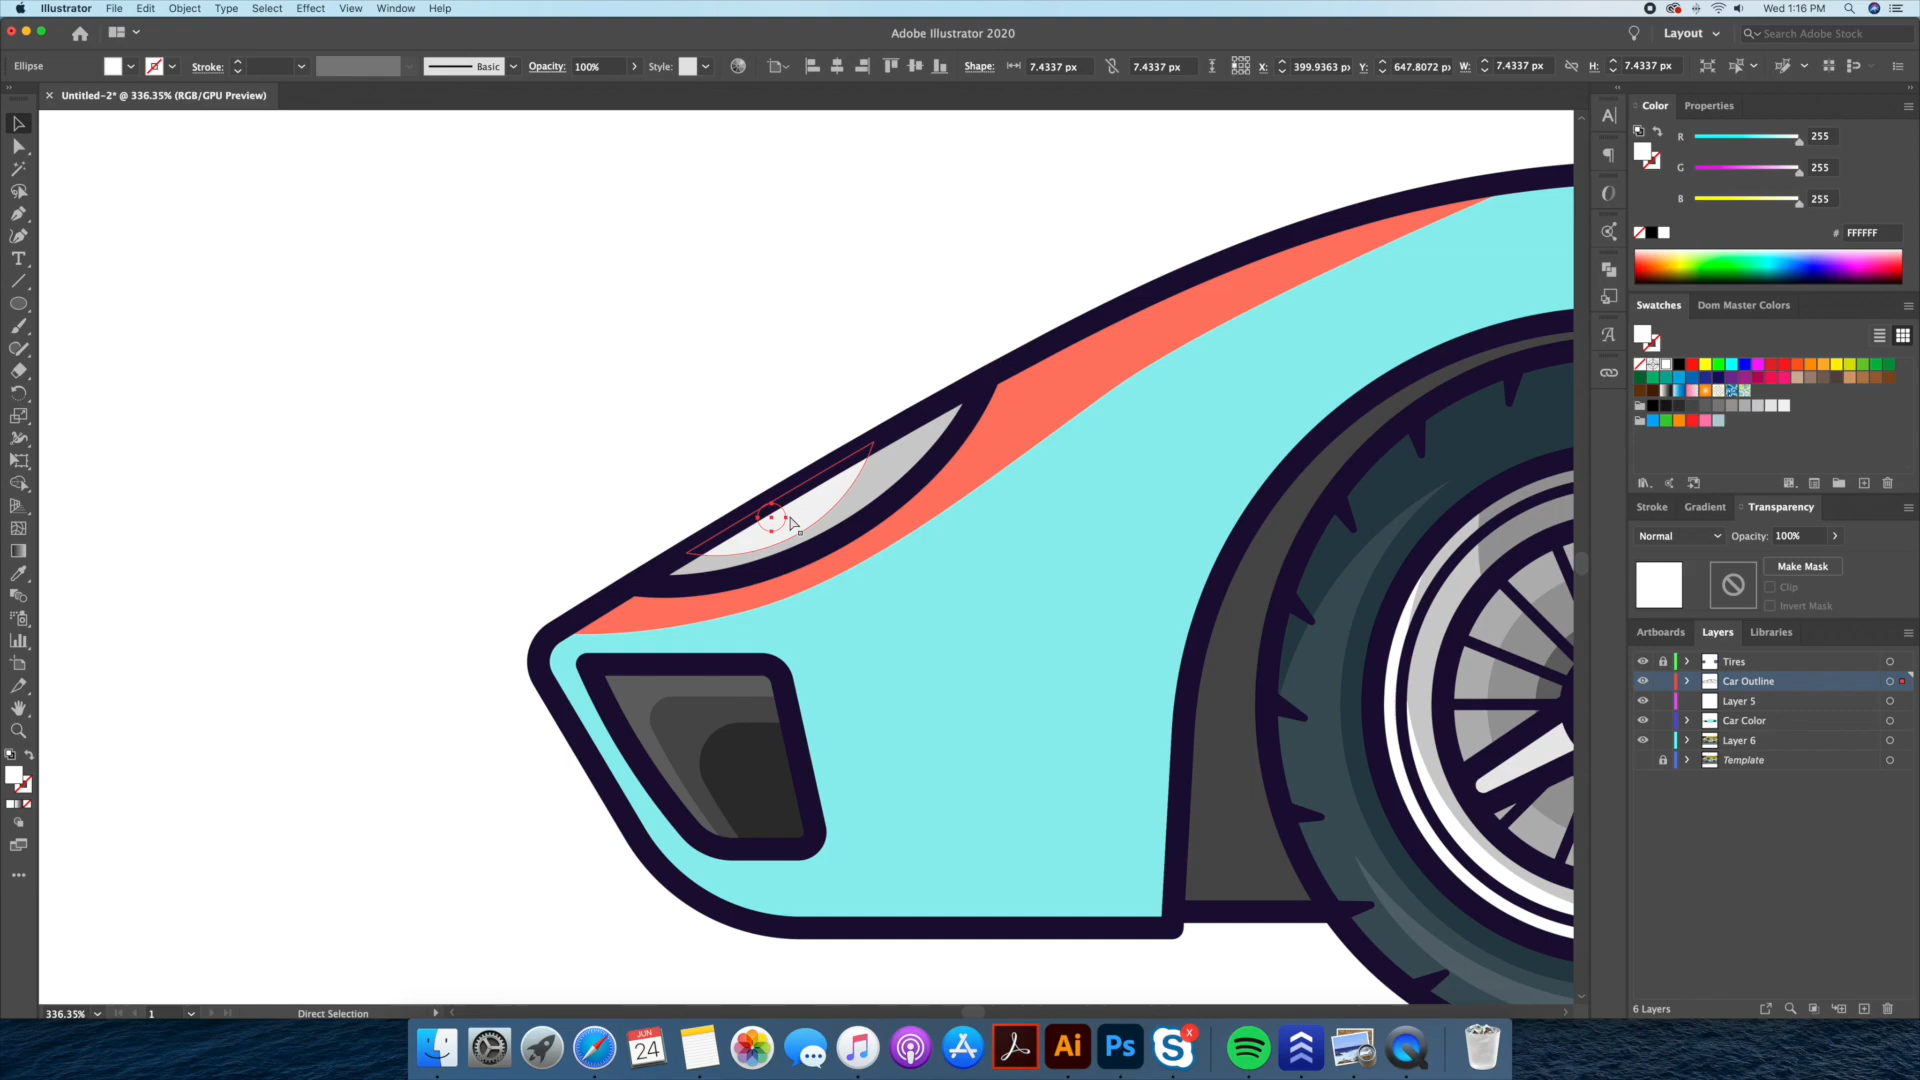 Illustrator File Edit Object Type Select Effect View Window Help Wed 1:16 PM
Adobe Illustrator 2020 Layout Search Adobe Stock
Ellipse Stroke: Basic Opacity: 100% Style: Shape: 7.4337 px 7.4337 px X: 399.9363 px Y: 647.8072 px W: 7.4337 px H: 7.4337 px
Untitled-2* @ 336.35% (RGB/GPU Preview)
Color Properties
R 255
G 255
B 255
# FFFFFF
Swatches Dom Master Colors
Stroke Gradient Transparency
Normal Opacity: 100%
Make Mask
Clip
Invert Mask
Artboards Layers Libraries
Tires
Car Outline
Layer 5
Car Color
Layer 6
Template
6 Layers
336.35% 1 Direct Selection
JUN
24
Ai
Ps
S